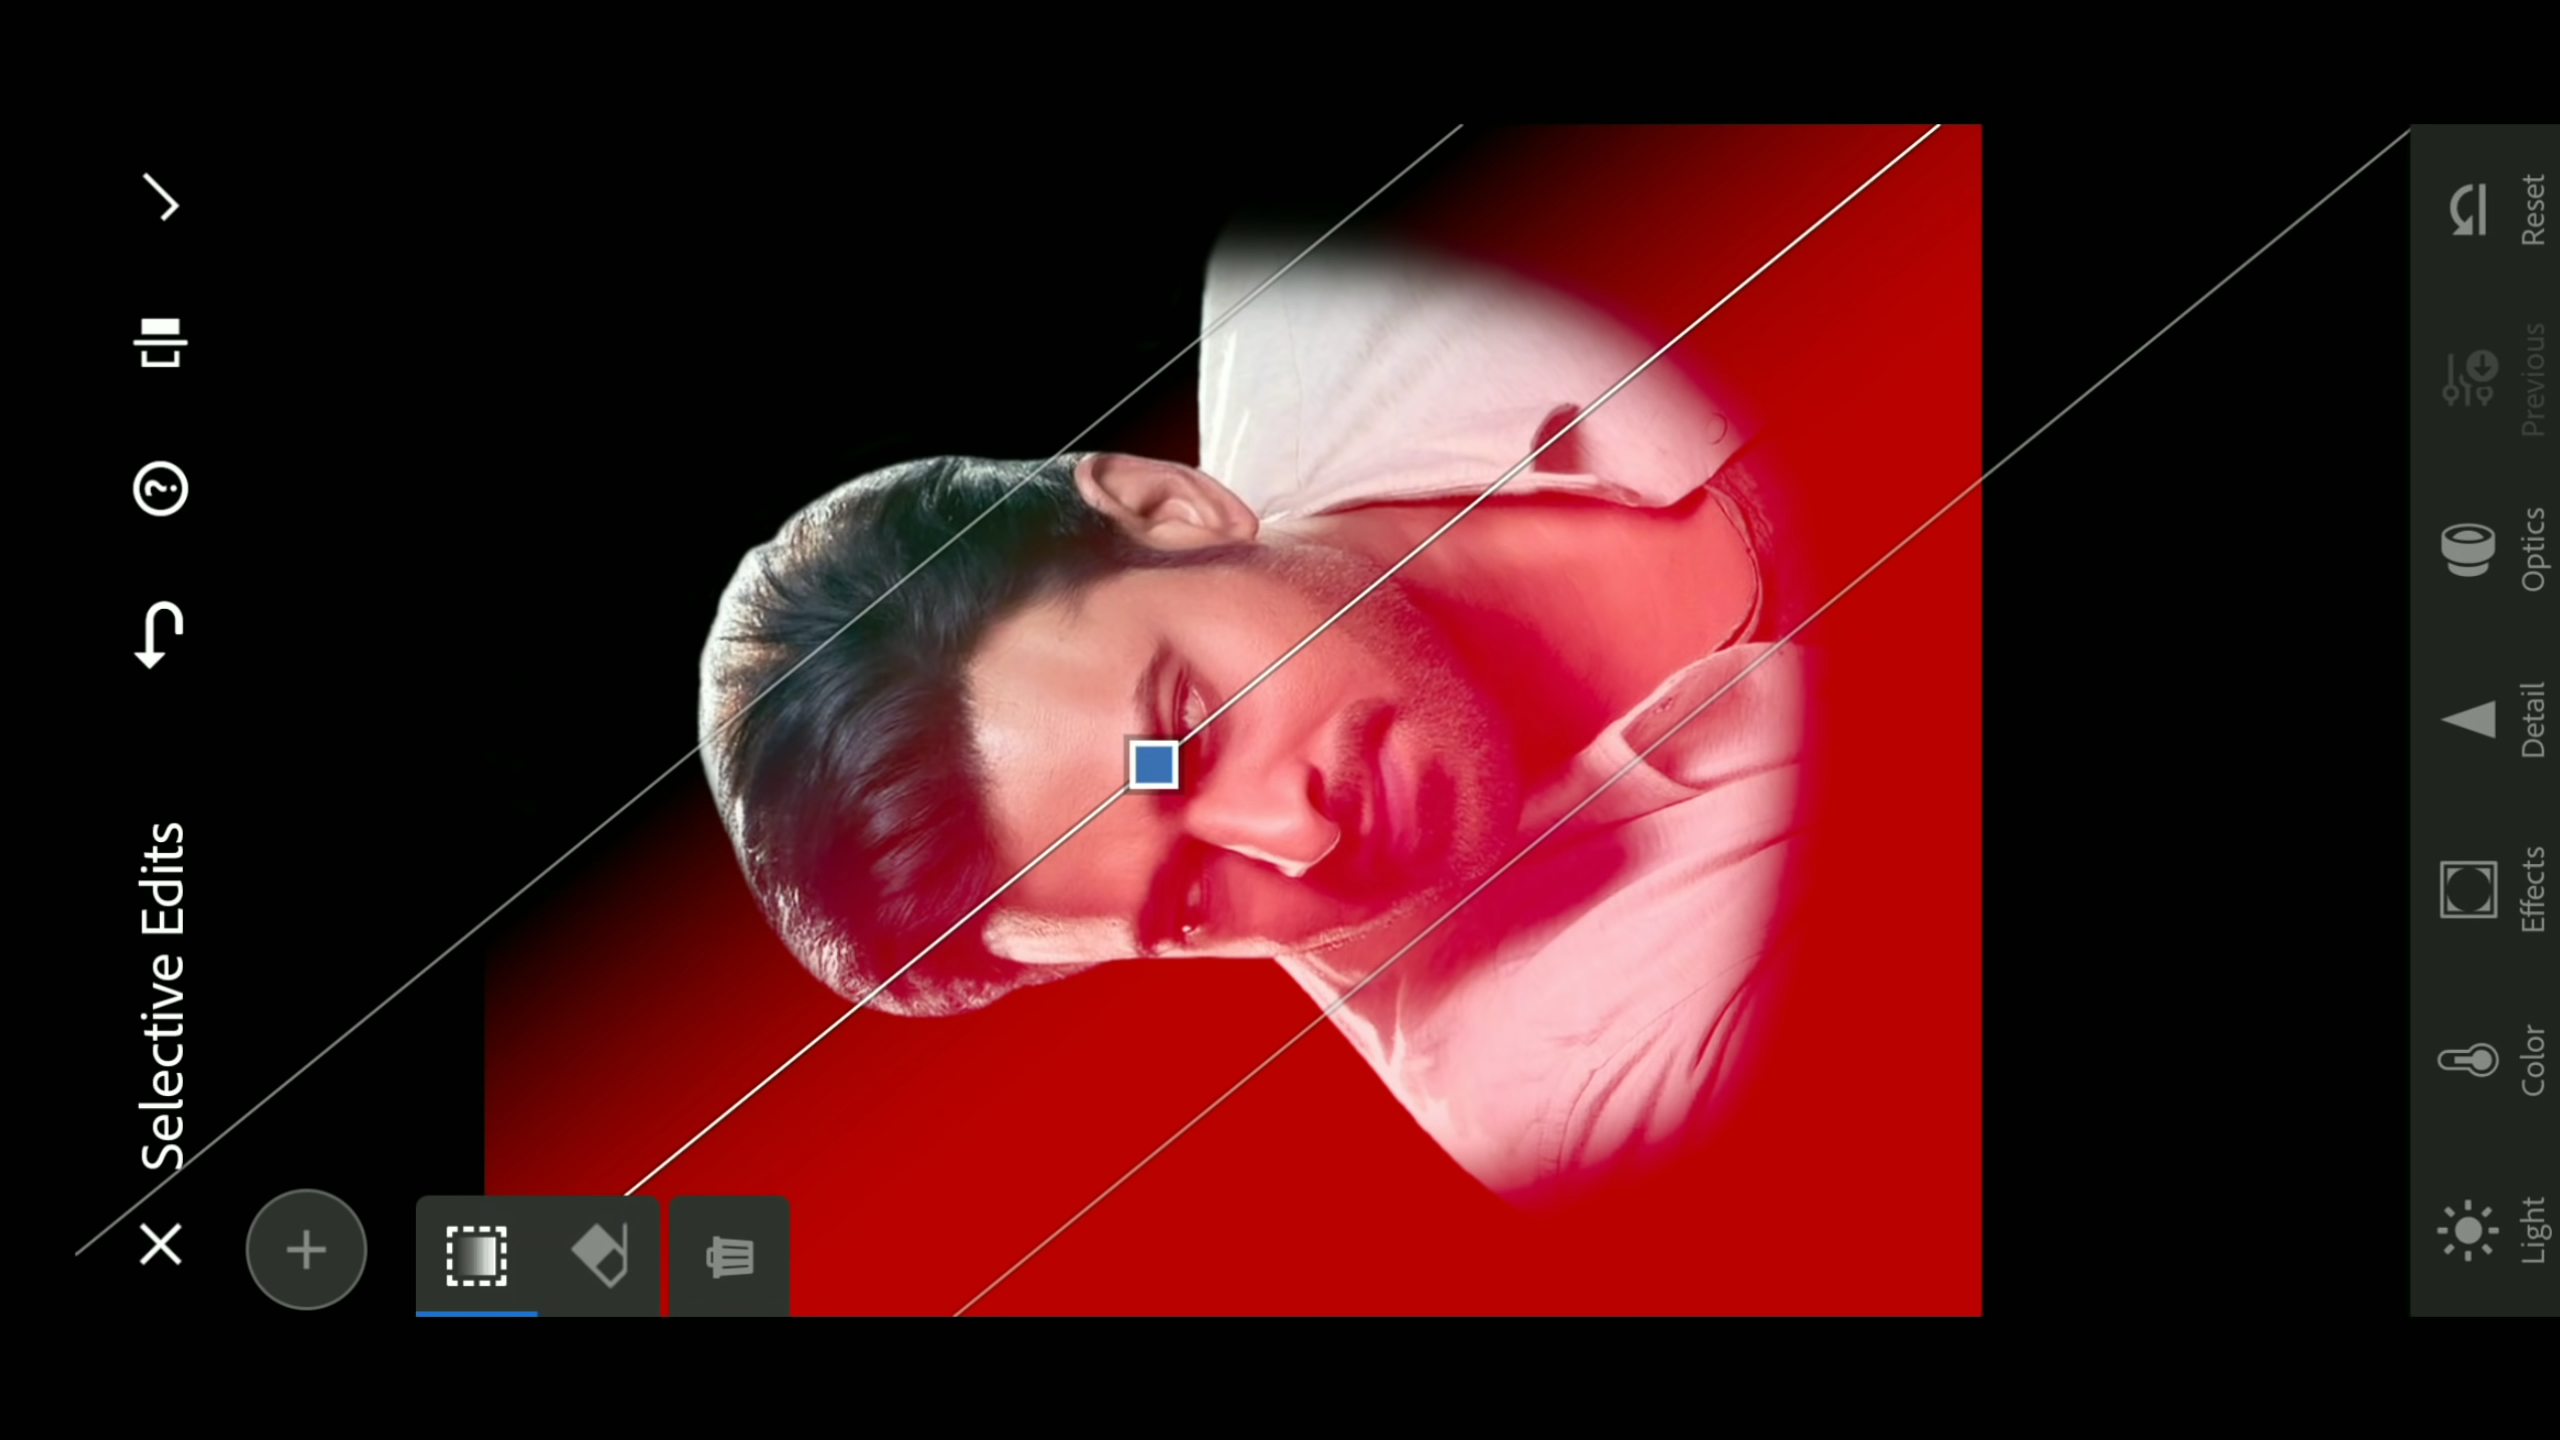 Selective Edits
Light
Color
Effects
Detail
Optics
Previous
Reset